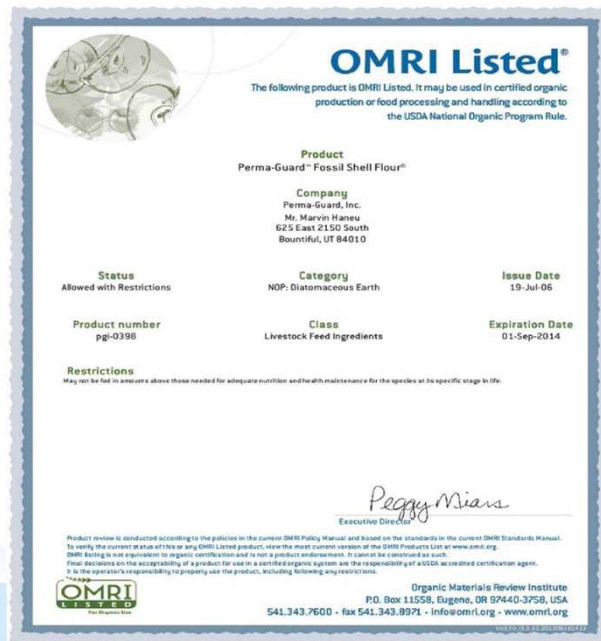 OMRI Listed®
The following product is OMRI Listed. It may be used in certified organic
production or food processing and handling according to
the USDA National Organic Program Rule.
Product
Perma-Guard™ Fossil Shell Flour®
Company
Perma-Guard, Inc.
Mr. Marvin Haneu
625 East 2150 South
Bountiful, UT 84010
Status
Allowed with Restrictions
Category
NOP: Diatomaceous Earth
Issue Date
19-Jul-06
Product number
pgi-0398
Class
Livestock Feed Ingredients
Expiration Date
01-Sep-2014
Restrictions
May not be fed in amounts above those needed for adequate nutrition and health maintenance for the species at its specific stage in life.
Peggy Miars
Executive Director
Product review is conducted according to the policies in the current OMRI Policy Manual and based on the standards in the current OMRI Standards Manual.
To verify the current status of this or any OMRI Listed product, view the most current version of the OMRI Products List at www.omri.org.
OMRI listing is not equivalent to organic certification and is not a product endorsement. It cannot be construed as such.
Final decisions on the acceptability of a product for use in a certified organic system are the responsibility of a USDA accredited certification agent.
It is the operator's responsibility to properly use the product, including following any restrictions.
OMRI
LISTED
For Organic Use
Organic Materials Review Institute
P.O. Box 11558, Eugene, OR 97440-3758, USA
541.343.7600 - fax 541.343.8971 - info@omri.org - www.omri.org